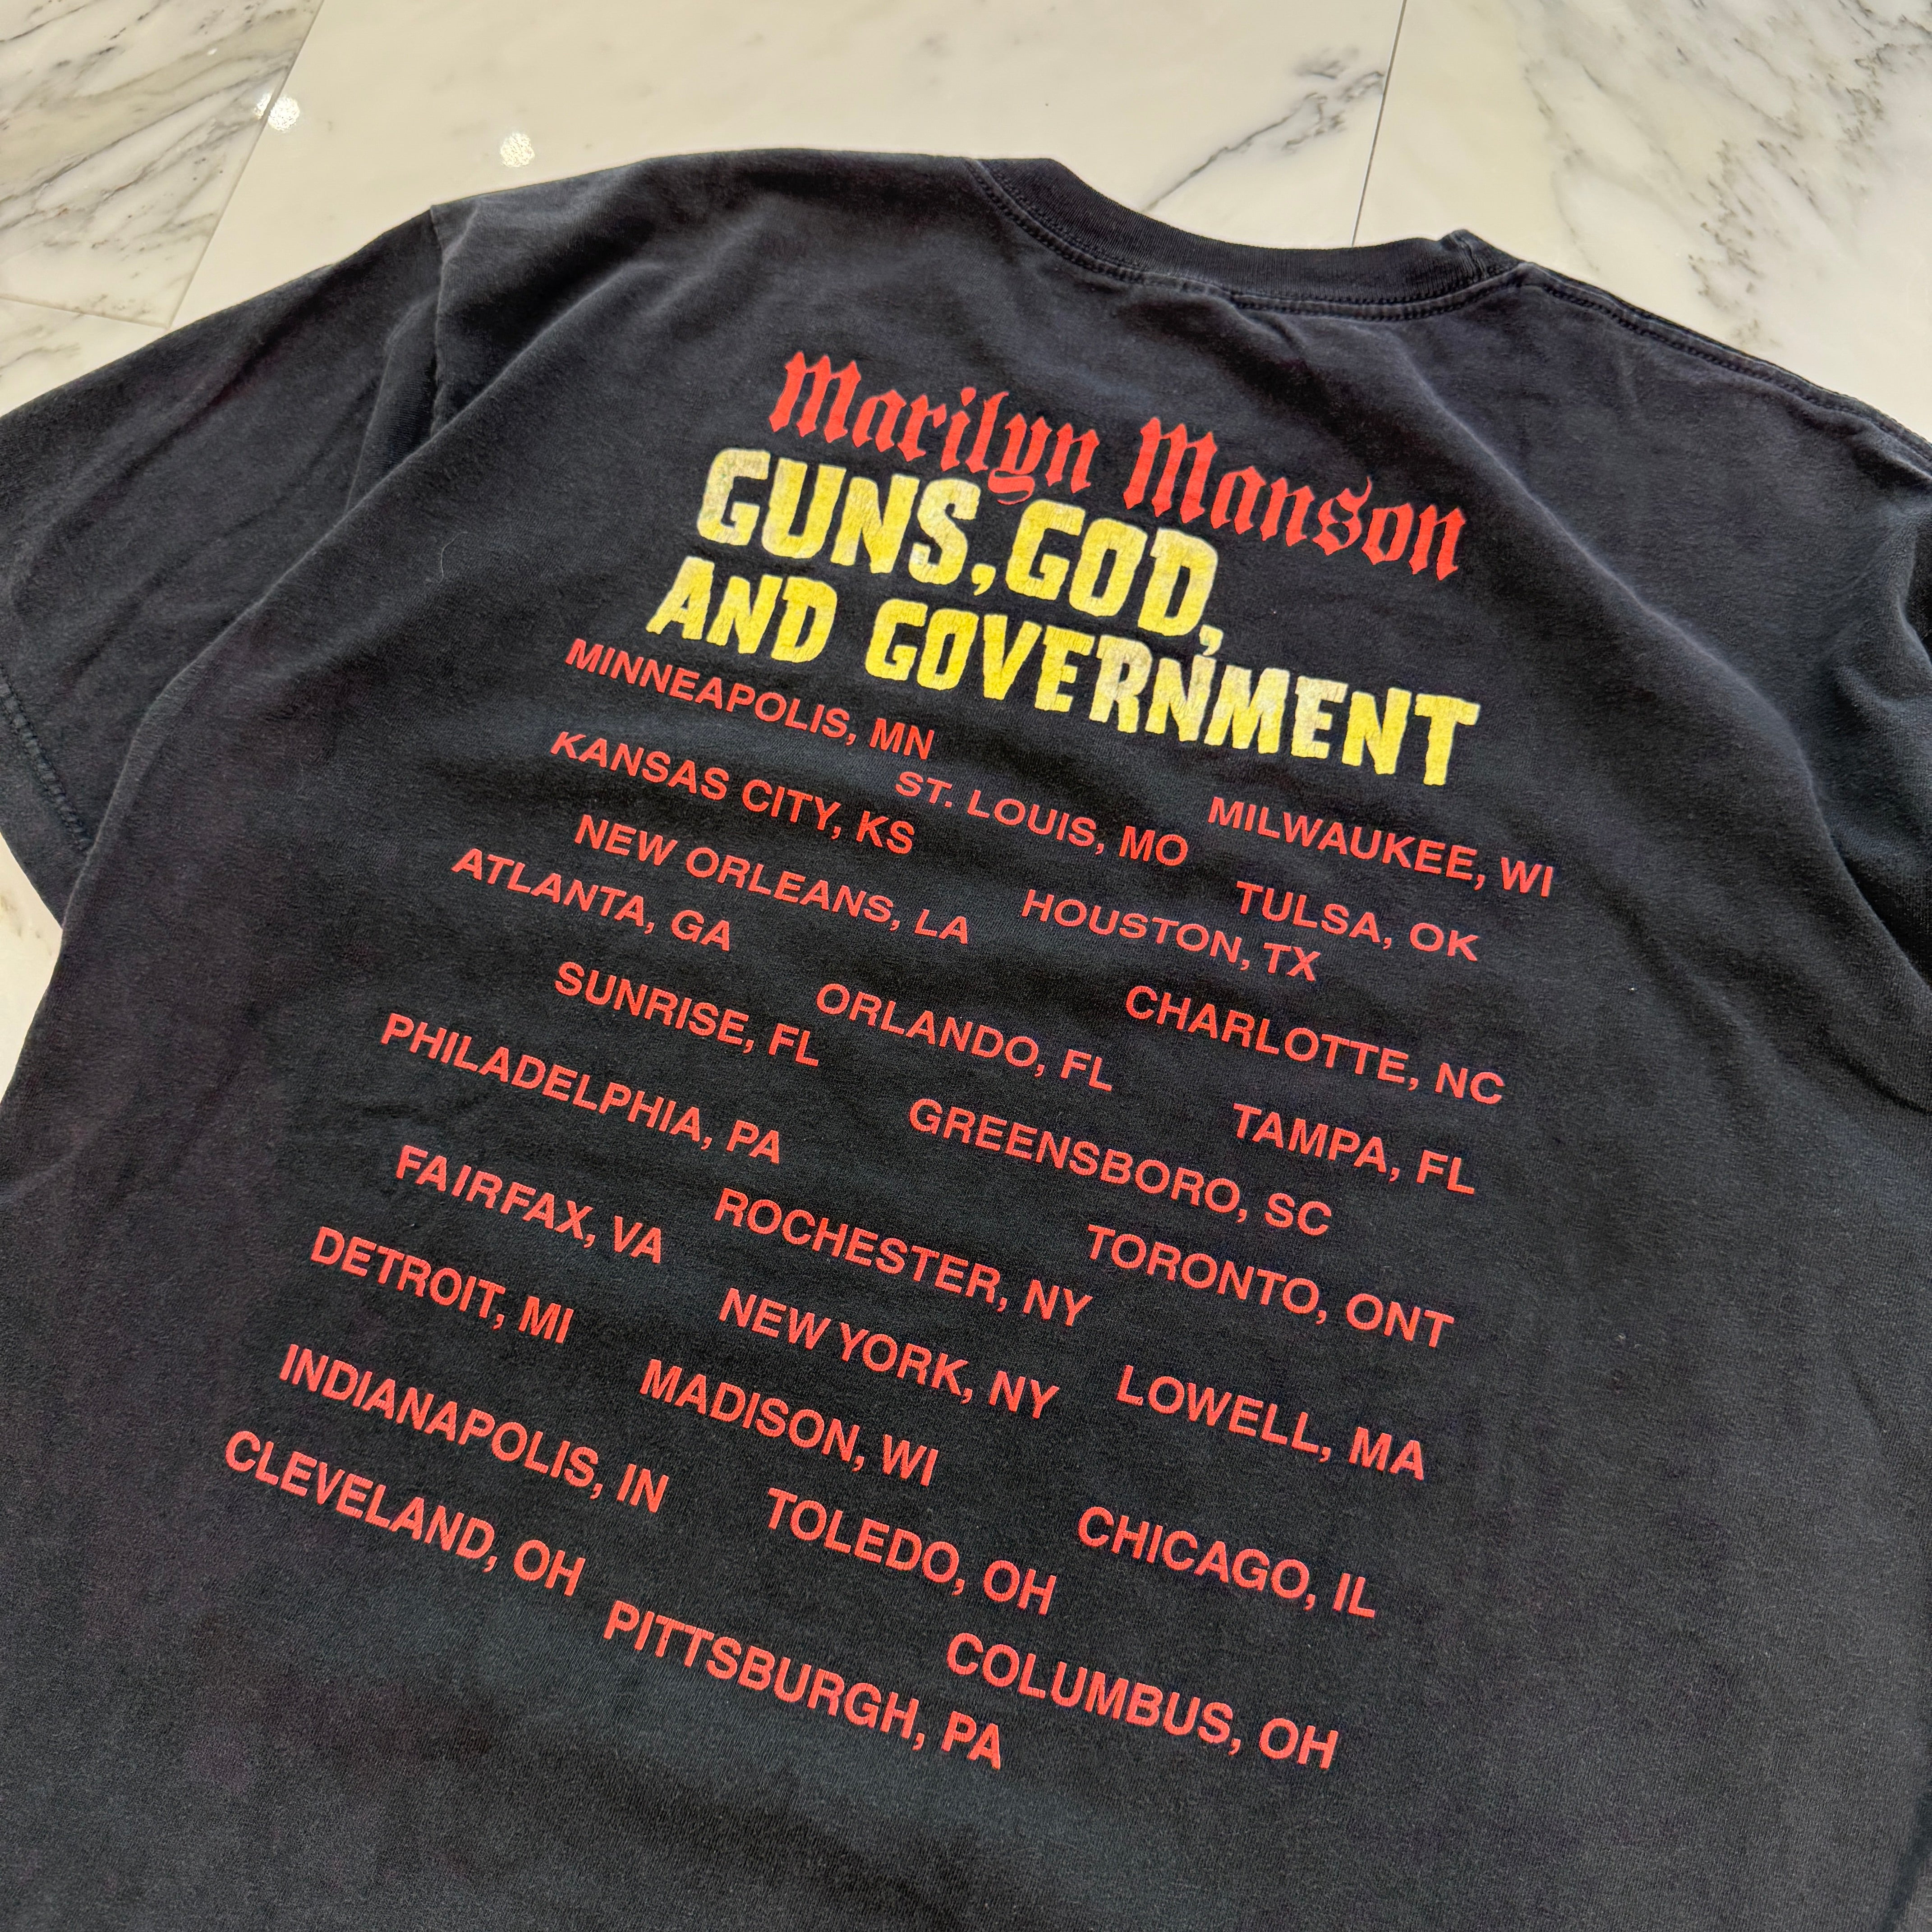 Marilyn Manson
GUNS, GOD,
AND GOVERNMENT
MINNEAPOLIS, MN
ST. LOUIS, MO
MILWAUKEE, WI
KANSAS CITY, KS
TULSA, OK
NEW ORLEANS, LA
HOUSTON, TX
ATLANTA, GA
CHARLOTTE, NC
SUNRISE, FL
ORLANDO, FL
TAMPA, FL
PHILADELPHIA, PA
GREENSBORO, SC
FAIRFAX, VA
ROCHESTER, NY
TORONTO, ONT
DETROIT, MI
NEW YORK, NY
LOWELL, MA
INDIANAPOLIS, IN
MADISON, WI
CHICAGO, IL
CLEVELAND, OH
TOLEDO, OH
PITTSBURGH, PA
COLUMBUS, OH